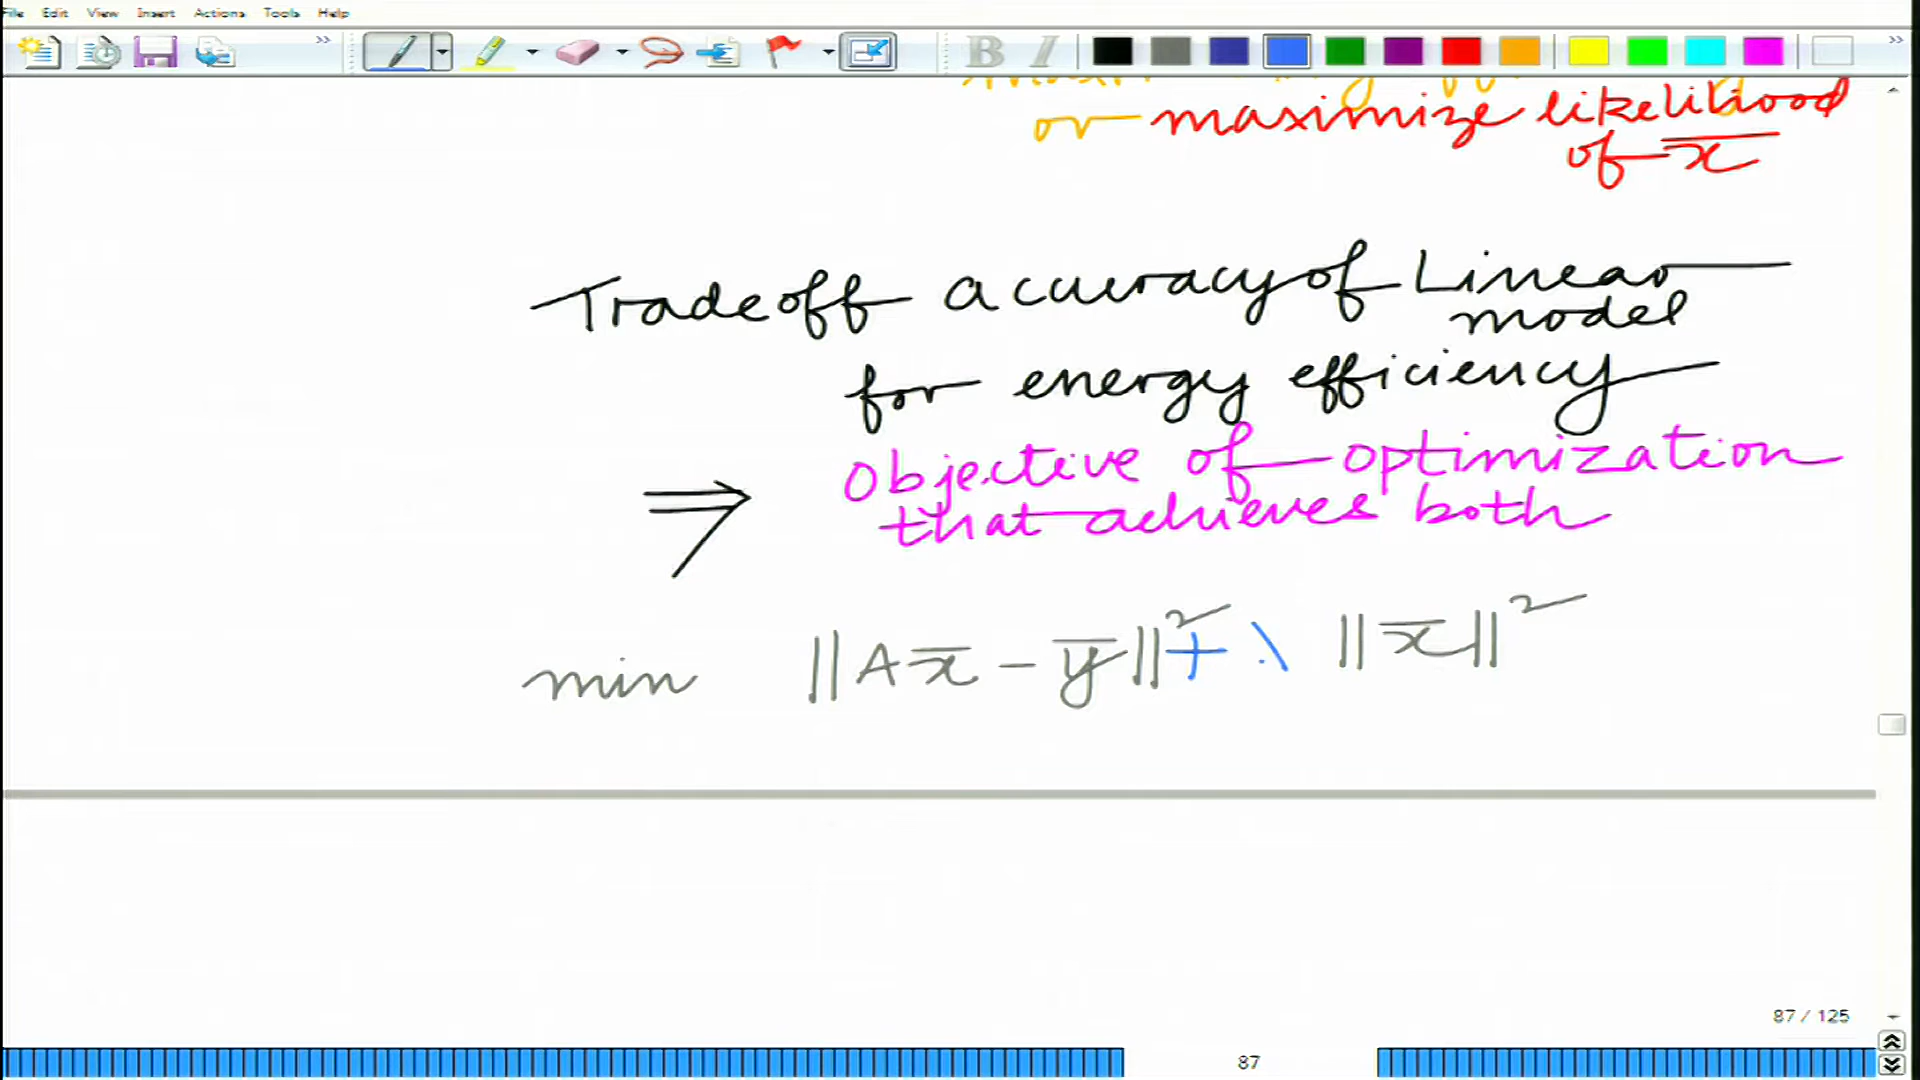 File Edit View Insert Actions Tools Help
B I
or maximize likelihood
of x̅
Tradeoff accuracy of Linear
model
for energy efficiency
⇒ Objective of optimization
that achieves both
min ||Ax̅ - y̅||² + \ ||x̅||²
87 / 125
87